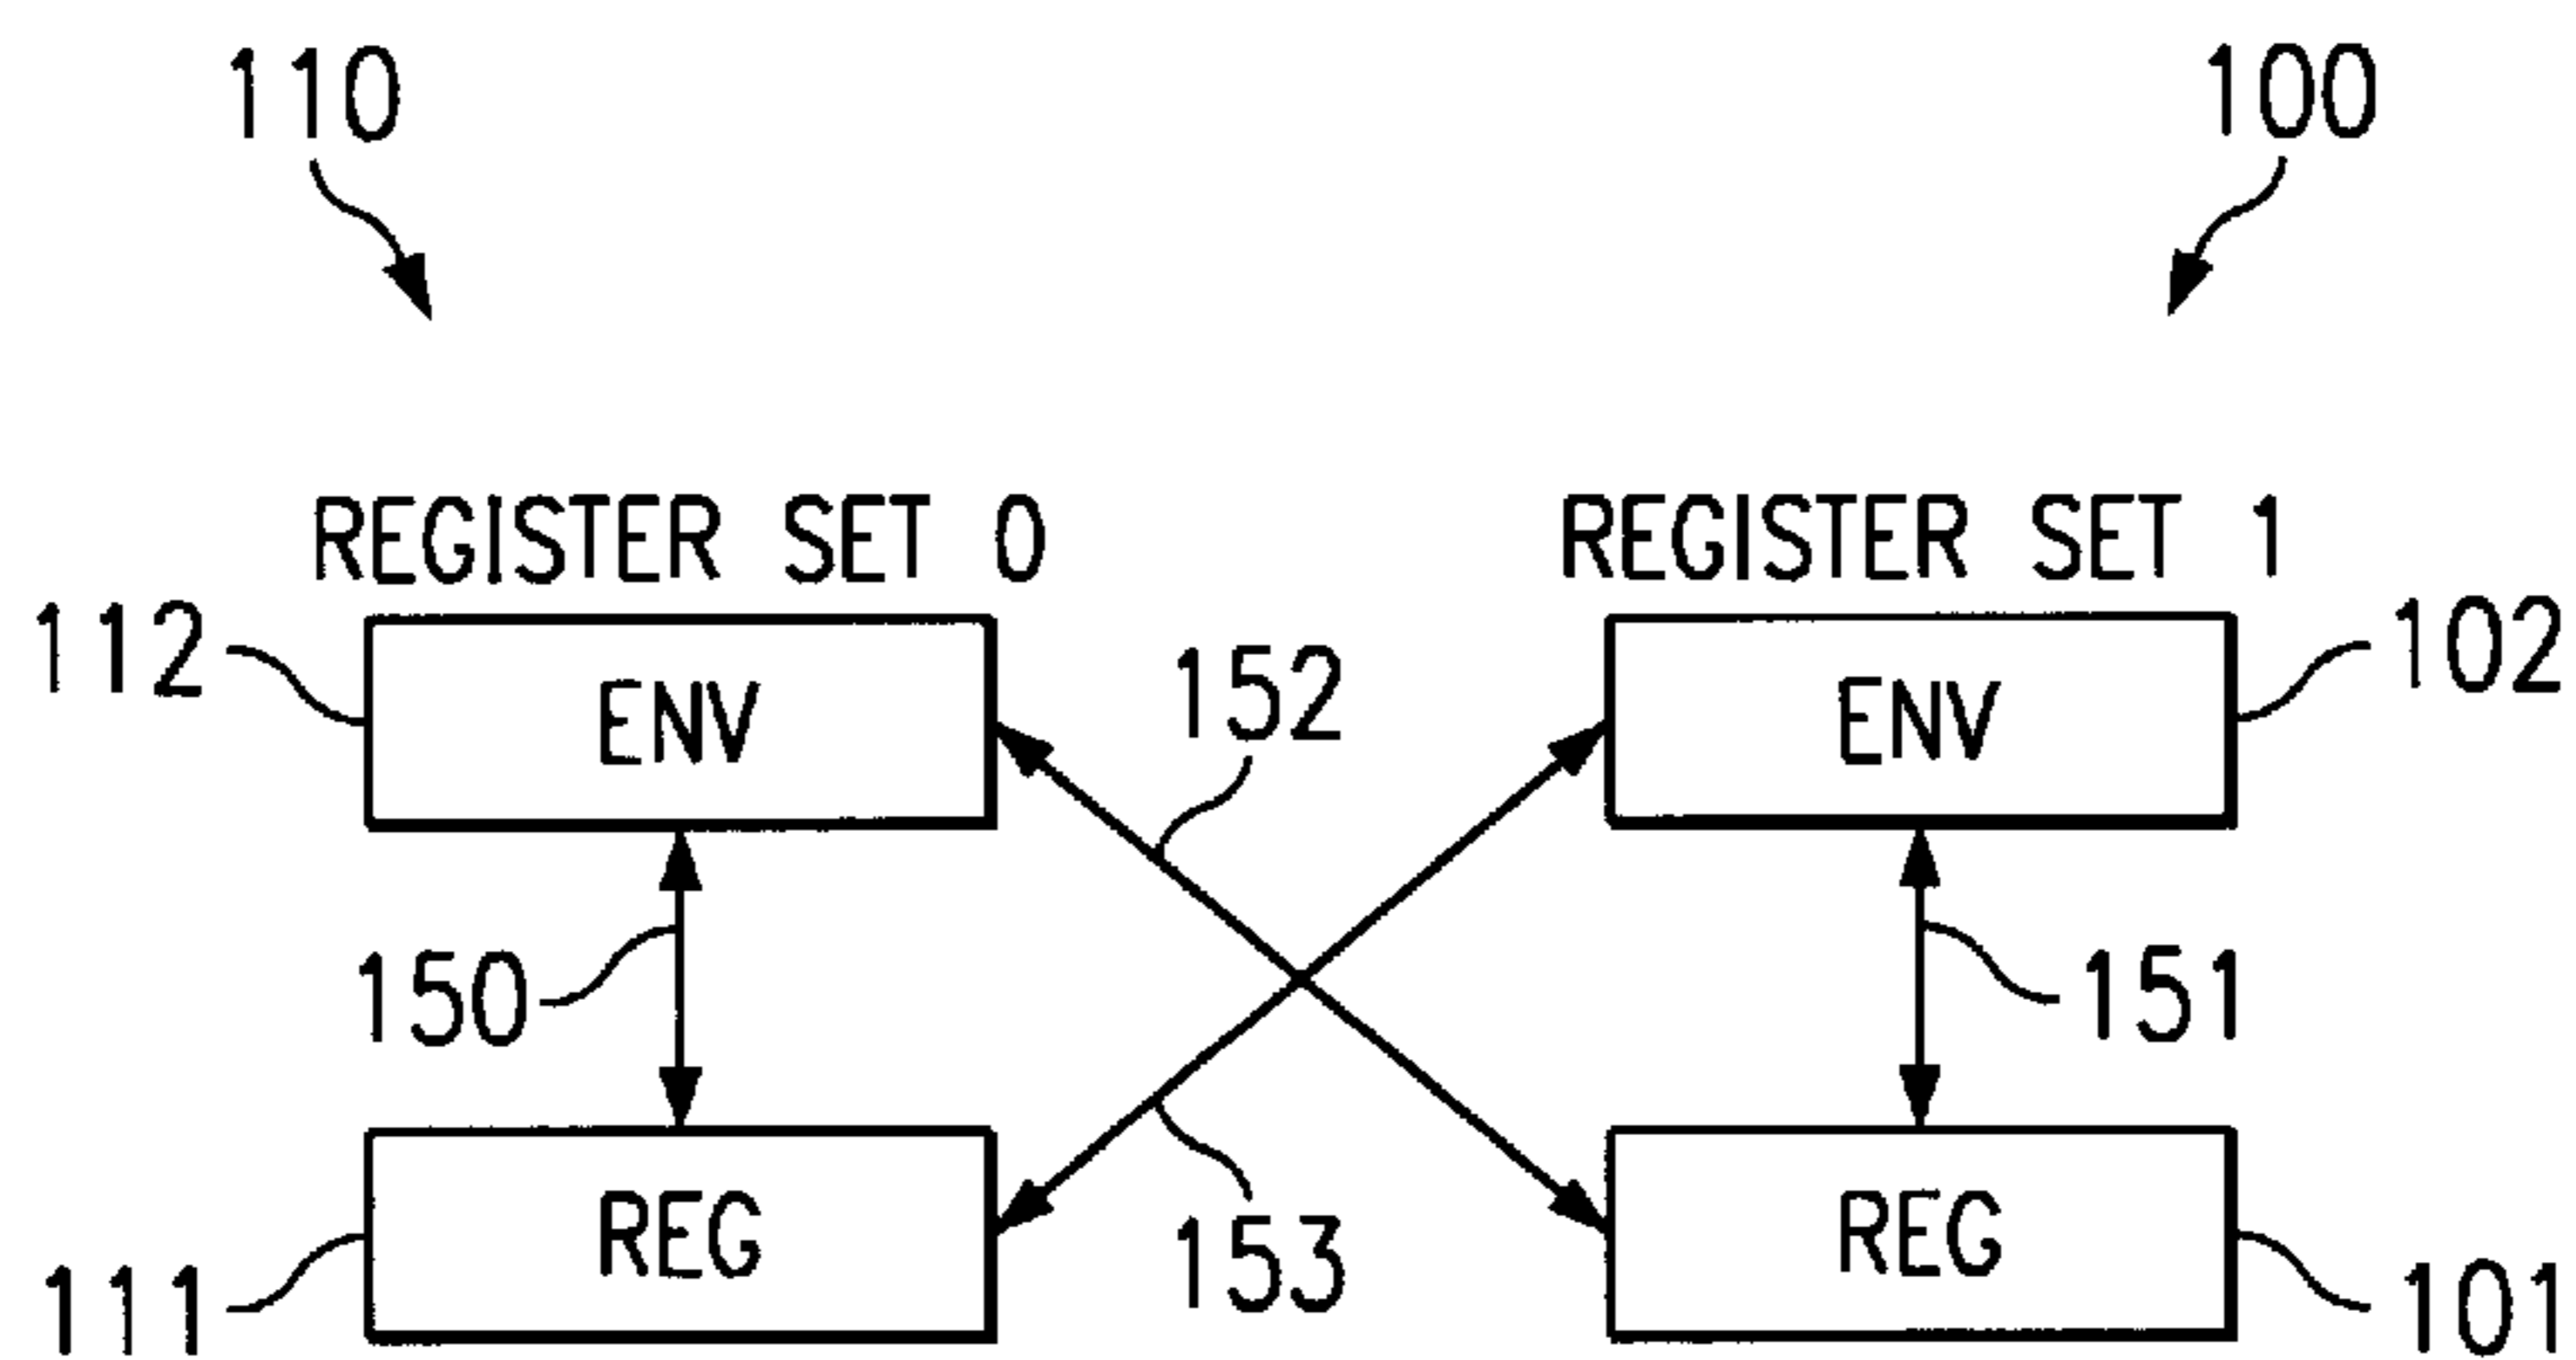 110 100
REGISTER SET 0 REGISTER SET 1
112 ENV 152 ENV 102
150 151
111 REG 153 REG 101